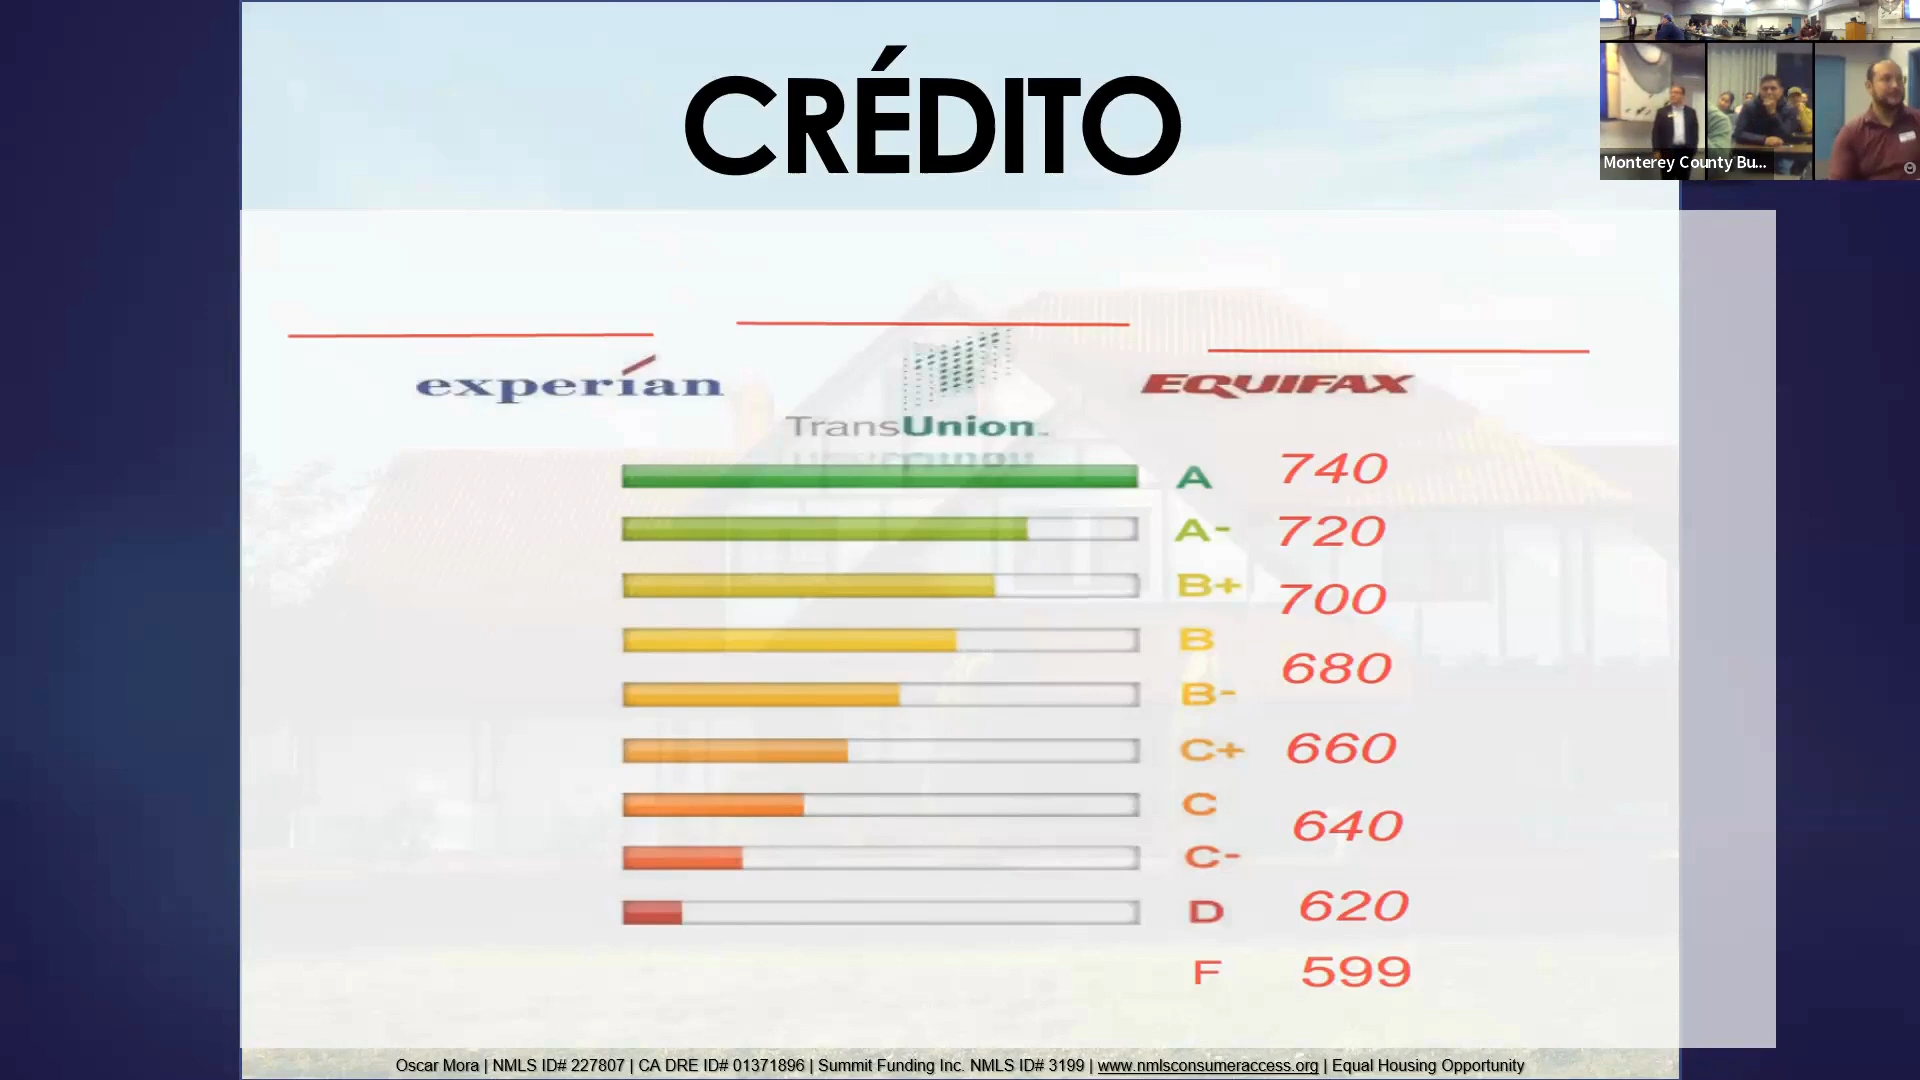 CRÉDITO
Monterey County Bu...
experian
TransUnion
EQUIFAX
A 740
A- 720
B+ 700
B 680
B-
C+ 660
C 640
C-
D 620
F 599
Oscar Mora | NMLS ID# 227807 | CA DRE ID# 01371896 | Summit Funding Inc. NMLS ID# 3199 | www.nmlsconsumeraccess.org | Equal Housing Opportunity